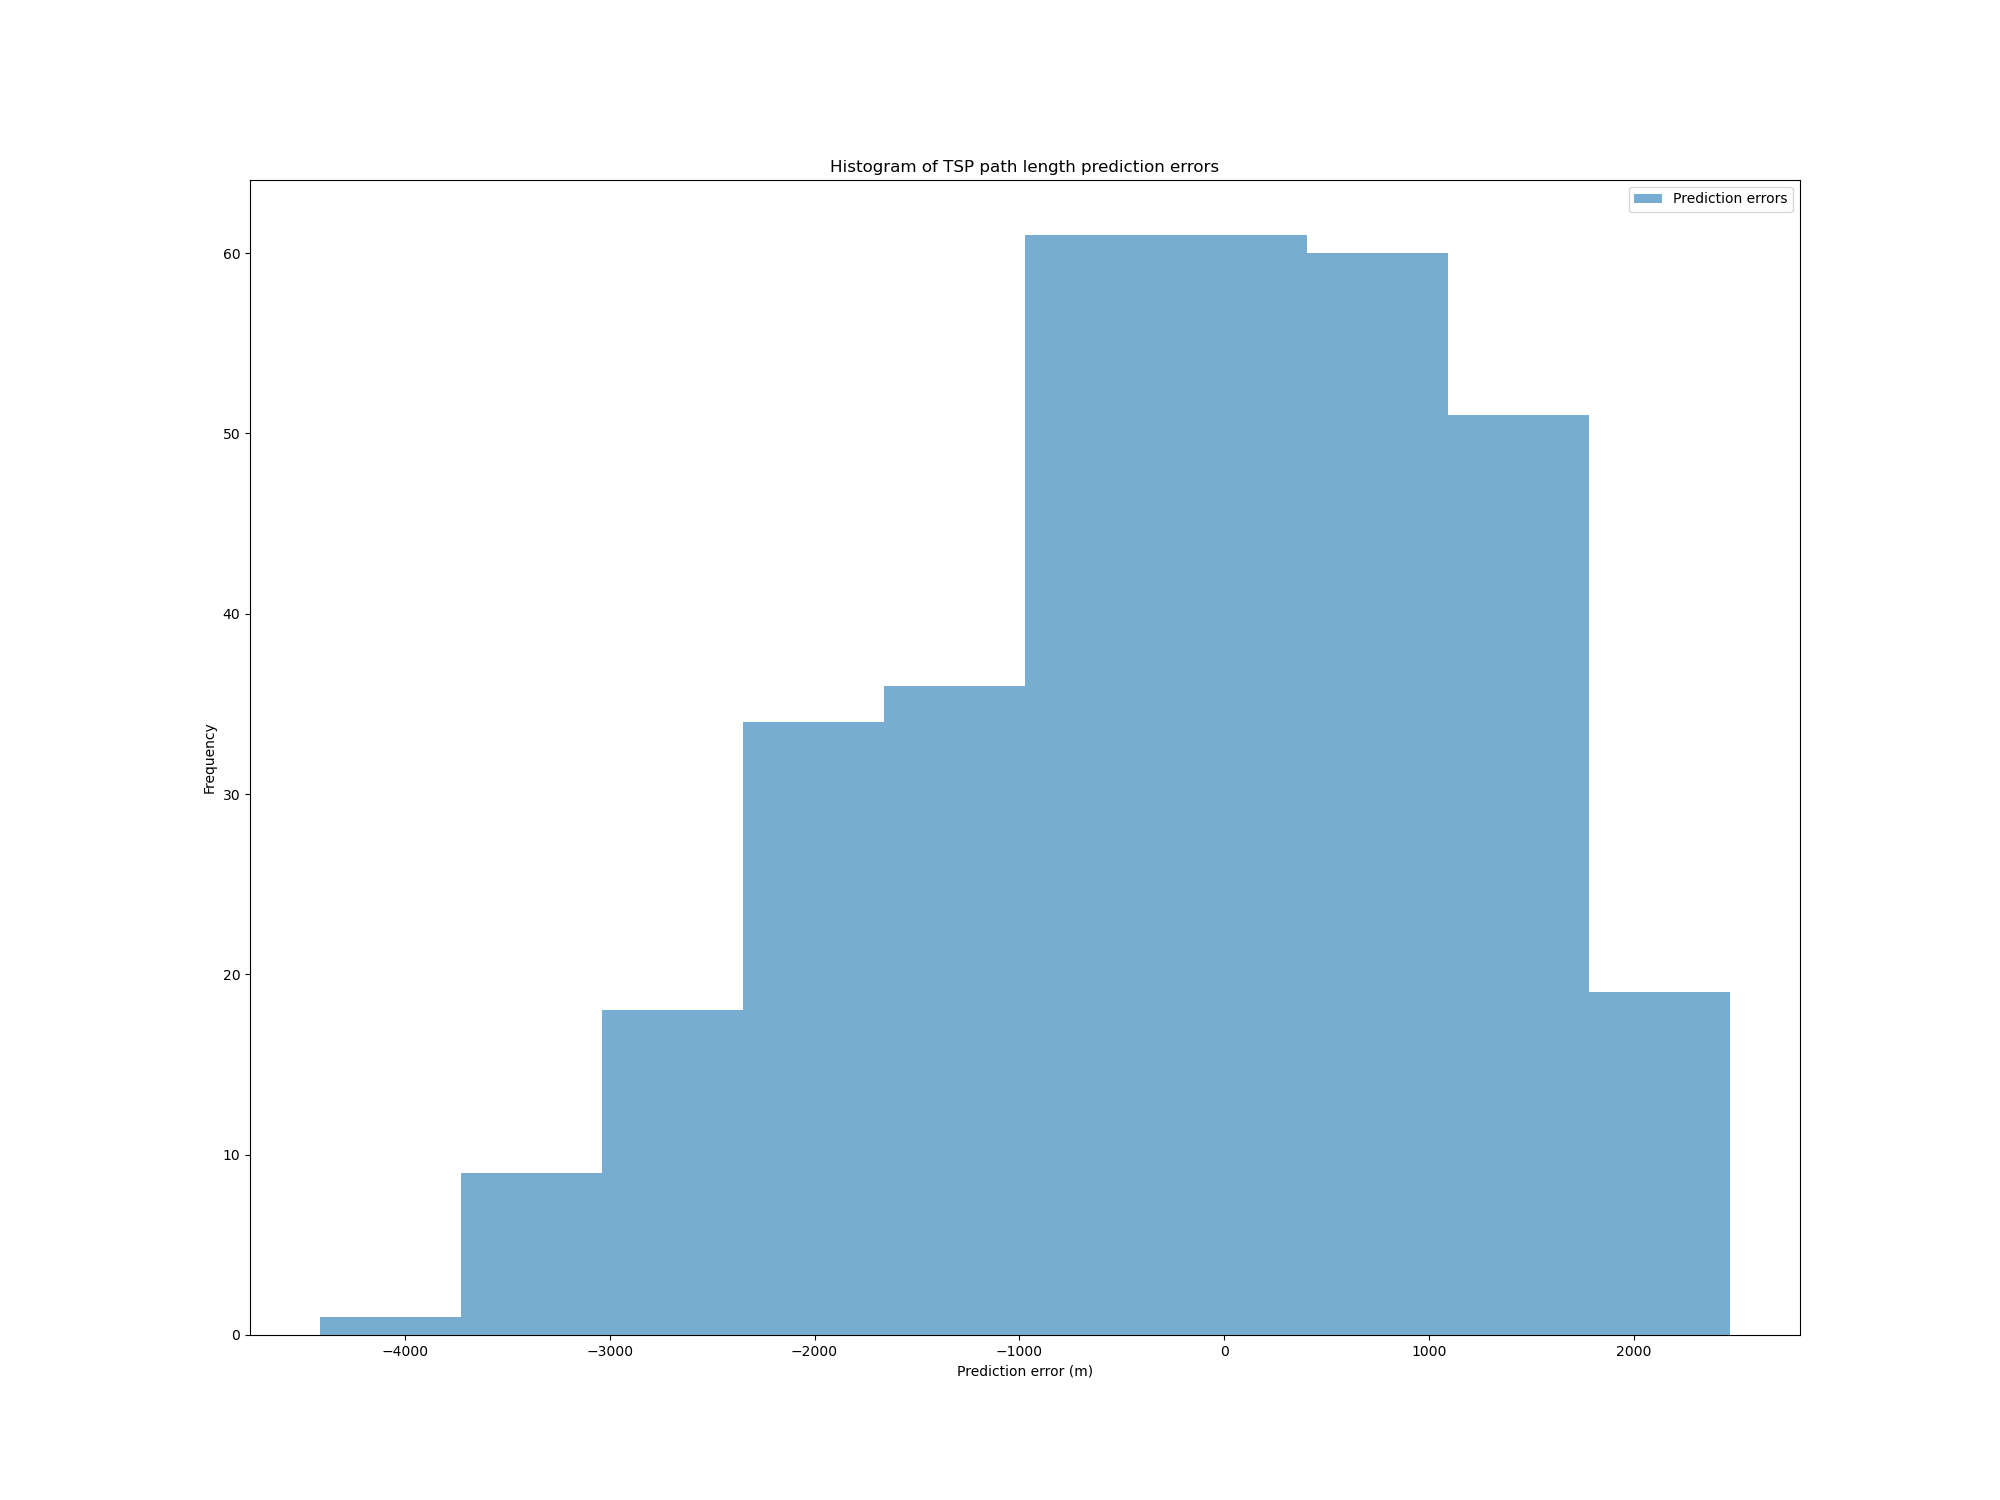 Histogram of TSP path length prediction errors
Prediction errors
60
50
40
30
20
10
0
Frequency
−4000 −3000 −2000 −1000 0 1000 2000
Prediction error (m)